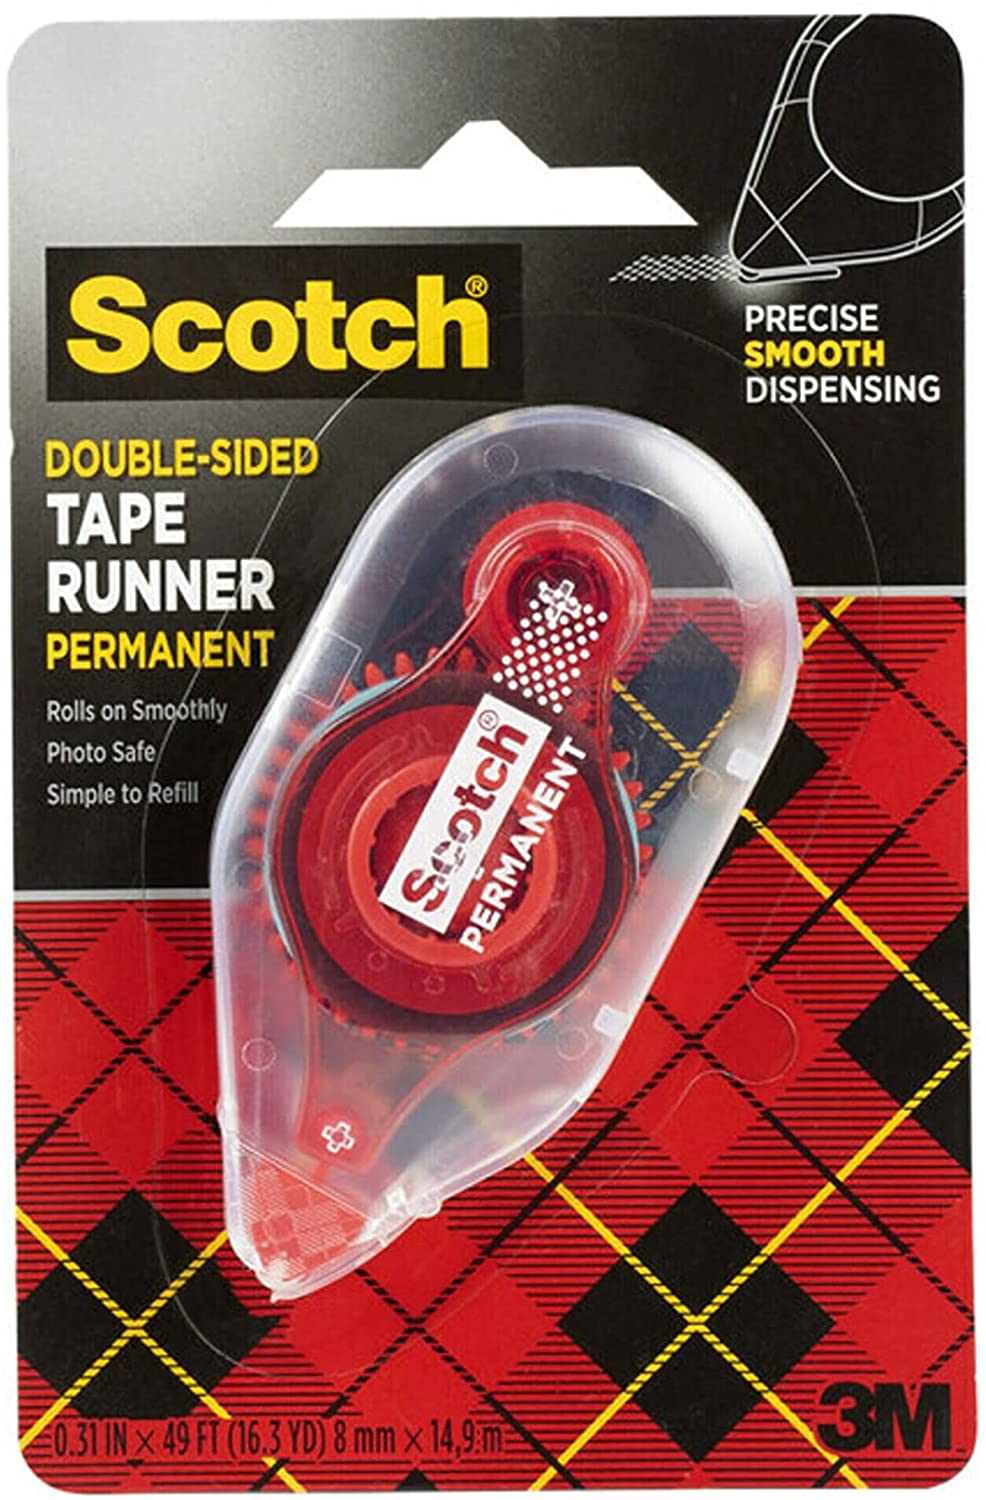 PRECISE
SMOOTH
DISPENSING
Scotch®
DOUBLE-SIDED
TAPE
RUNNER
PERMANENT
Rolls on Smoothly
Photo Safe
Simple to Refill
Scotch®
PERMANENT
0.31 IN × 49 FT (16.3 YD) 8 mm × 14,9 m
3M